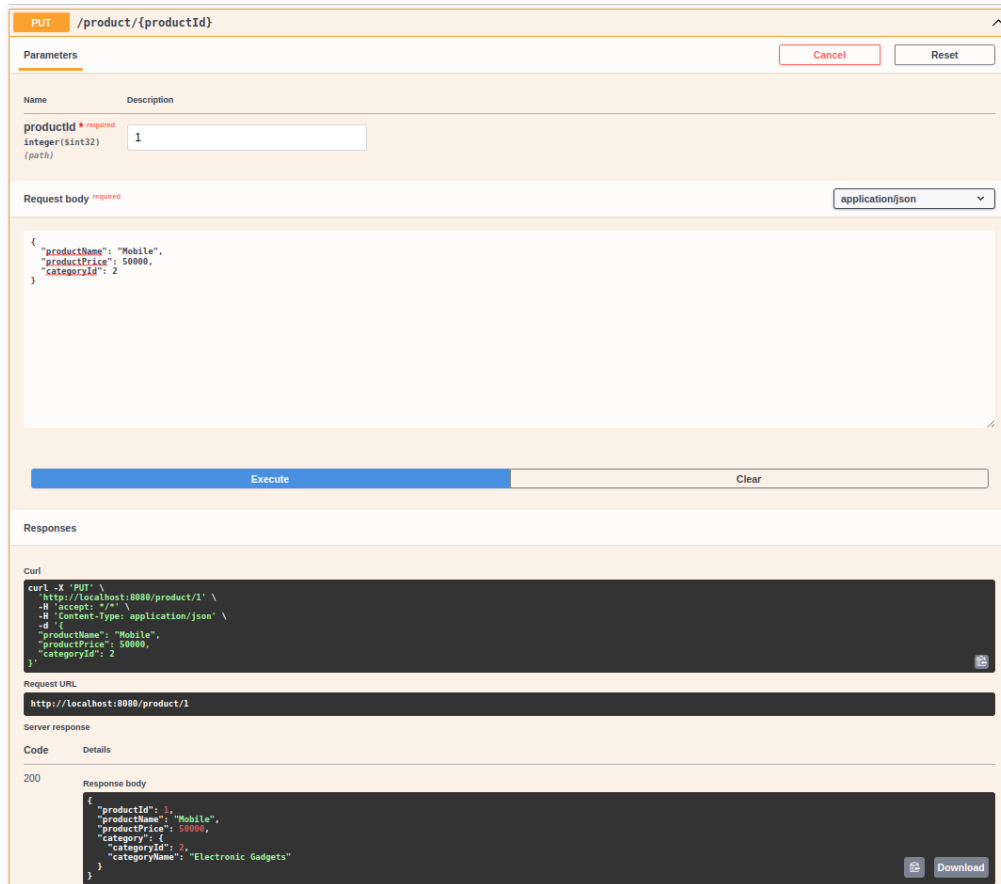 PUT /product/{productId}
Parameters
Cancel
Reset
Name Description
productId * required
integer($int32)
(path)
1
Request body required
application/json
{
  "productName": "Mobile",
  "productPrice": 50000,
  "categoryId": 2
}
Execute
Clear
Responses
Curl
curl -X 'PUT' \
  'http://localhost:8080/product/1' \
  -H 'accept: */*' \
  -H 'Content-Type: application/json' \
  -d '{
  "productName": "Mobile",
  "productPrice": 50000,
  "categoryId": 2
}'
Request URL
http://localhost:8080/product/1
Server response
Code Details
200
Response body
{
  "productId": 1,
  "productName": "Mobile",
  "productPrice": 50000,
  "category": {
    "categoryId": 2,
    "categoryName": "Electronic Gadgets"
  }
}
Download